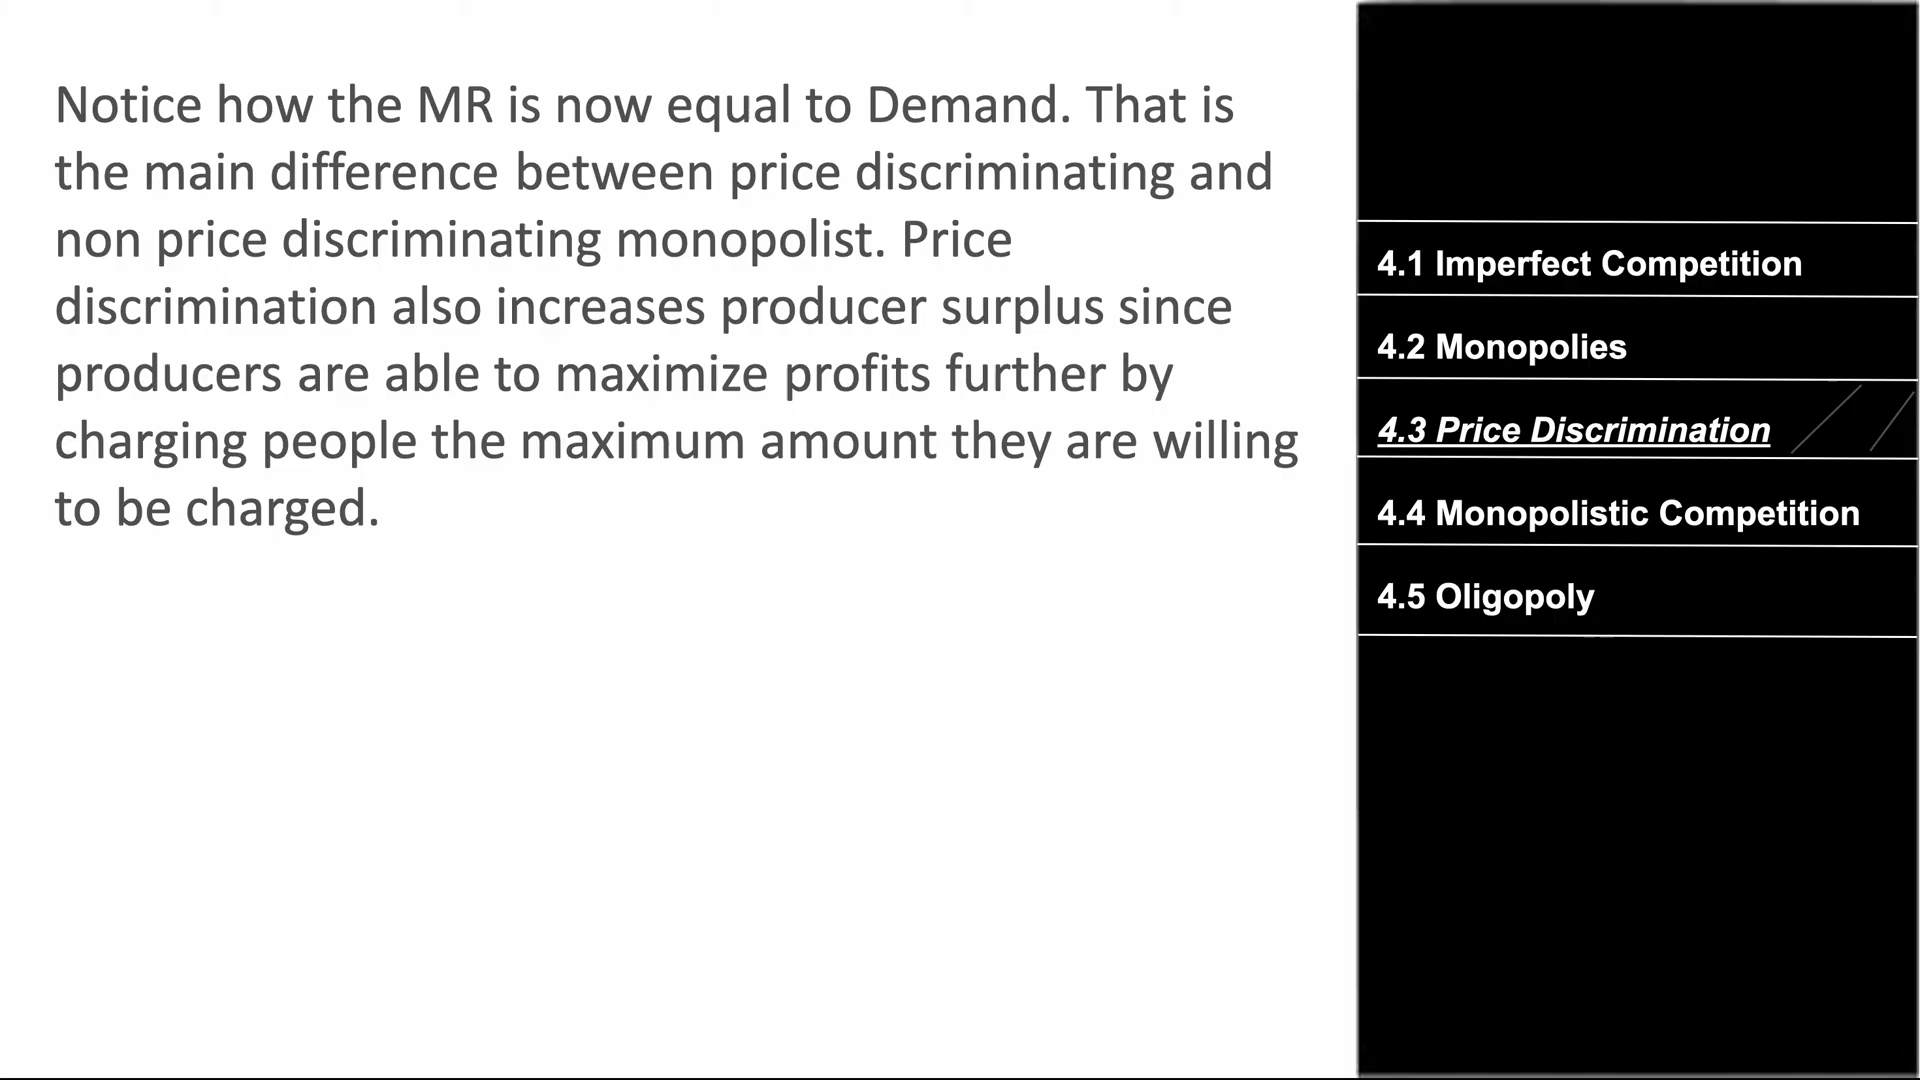 Notice how the MR is now equal to Demand. That is
the main difference between price discriminating and
non price discriminating monopolist. Price
discrimination also increases producer surplus since
producers are able to maximize profits further by
charging people the maximum amount they are willing
to be charged.
4.1 Imperfect Competition
4.2 Monopolies
4.3 Price Discrimination
4.4 Monopolistic Competition
4.5 Oligopoly